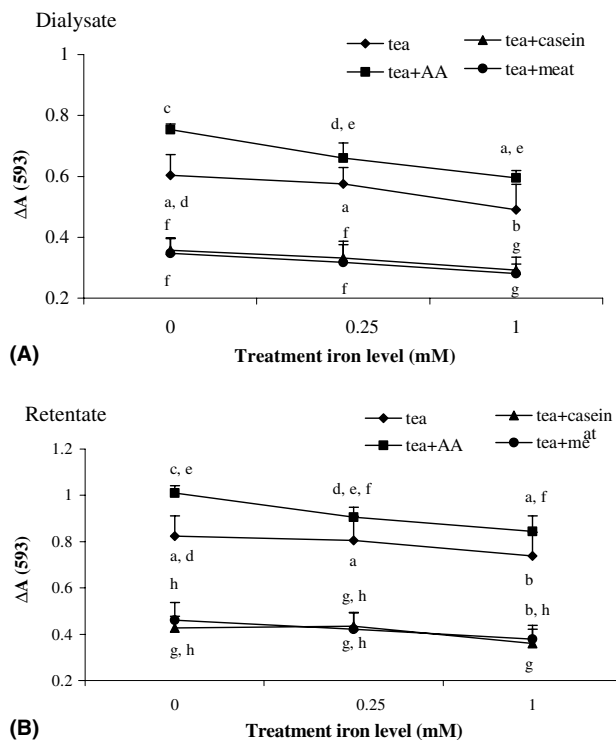 Dialysate
tea
tea+casein
tea+AA
tea+meat
1
0.8
0.6
0.4
0.2
ΔA (593)
c
d, e
a, e
a, d
a
b
f
f
g
f
f
g
0
0.25
1
(A)
Treatment iron level (mM)
Retentate
tea
tea+casein
tea+AA
tea+meat
1.2
1
0.8
0.6
0.4
0.2
ΔA (593)
c, e
d, e, f
a, f
a, d
a
b
h
g, h
b, h
g, h
g, h
g
0
0.25
1
(B)
Treatment iron level (mM)